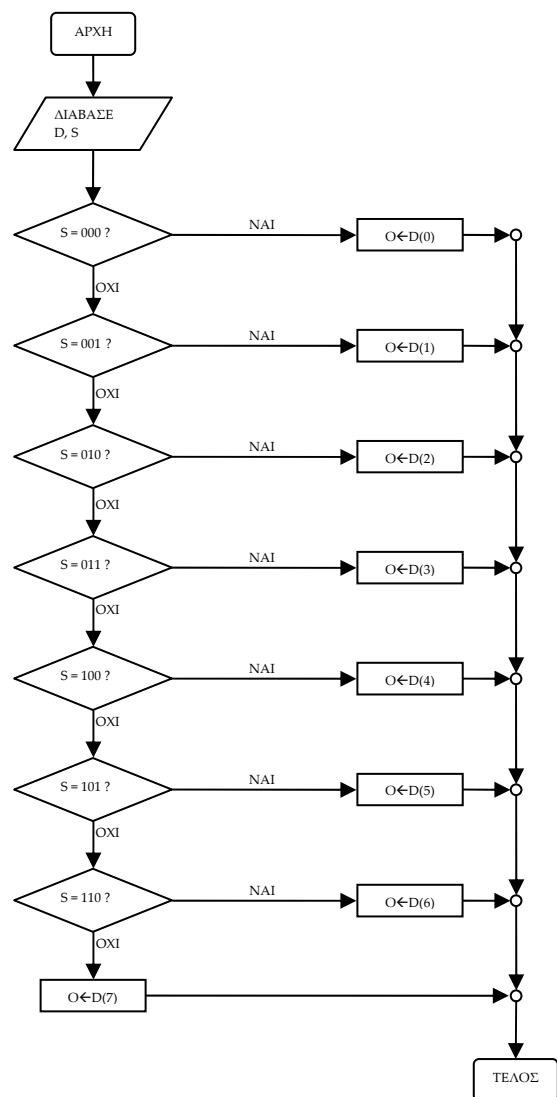 ΑΡΧΗ
ΔΙΑΒΑΣΕ
D, S
S = 000 ?
ΝΑΙ
O←D(0)
ΟΧΙ
S = 001 ?
ΝΑΙ
O←D(1)
ΟΧΙ
S = 010 ?
ΝΑΙ
O←D(2)
ΟΧΙ
S = 011 ?
ΝΑΙ
O←D(3)
ΟΧΙ
S = 100 ?
ΝΑΙ
O←D(4)
ΟΧΙ
S = 101 ?
ΝΑΙ
O←D(5)
ΟΧΙ
S = 110 ?
ΝΑΙ
O←D(6)
ΟΧΙ
O←D(7)
ΤΕΛΟΣ